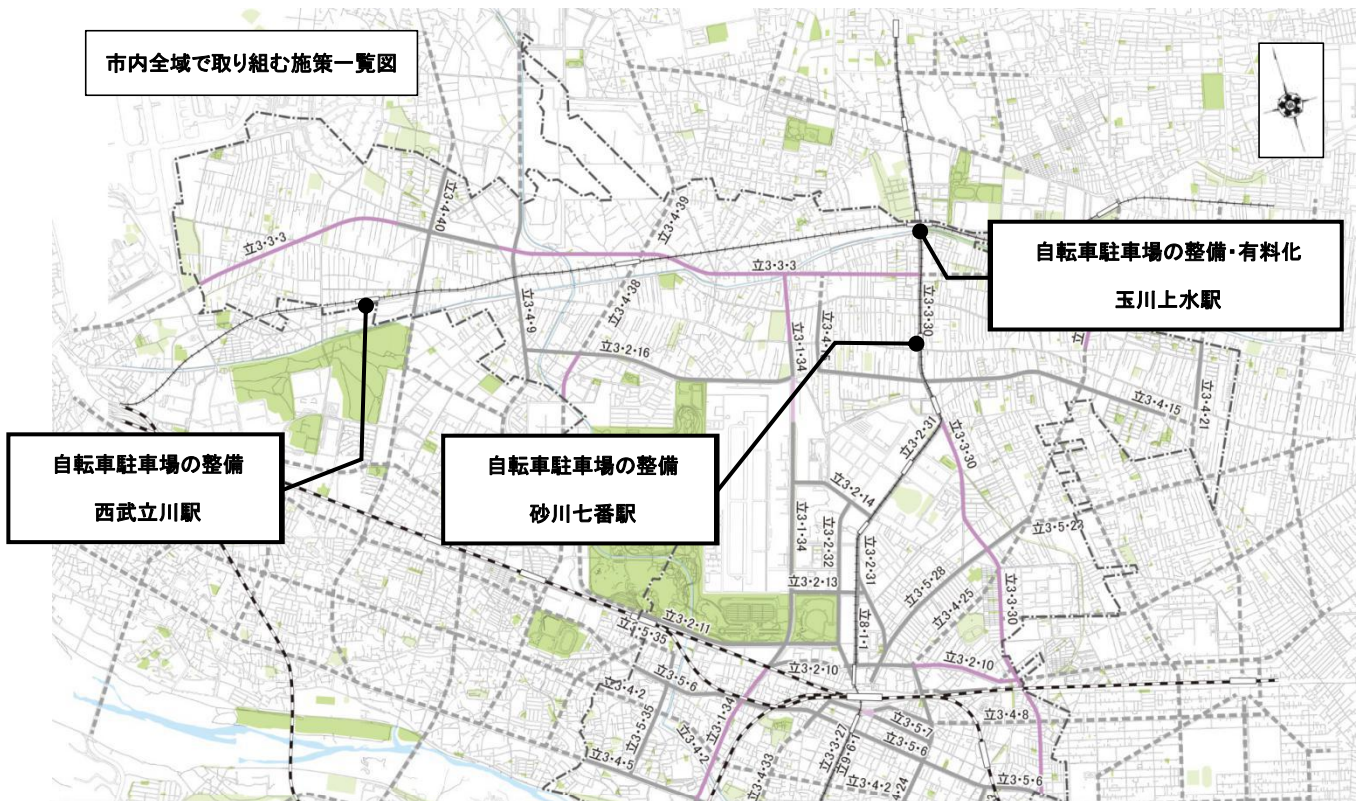 市内全域で取り組む施策一覧図
自転車駐車場の整備・有料化
玉川上水駅
自転車駐車場の整備
西武立川駅
自転車駐車場の整備
砂川七番駅
立3・4・40
立3・4・39
立3・3・3
立3・3・3
立3・4・38
立3・4・9
立3・3・30
立3・1・34
立3・2・16
立3・4・15
立3・4・21
立3・2・31
立3・3・30
立3・2・14
立3・1・34
立3・2・32
立3・2・31
立3・5・23
立3・5・28
立3・4・25
立3・3・30
立3・2・13
立8・1・1
立3・2・11
立3・5・35
立3・2・10
立3・2・10
立3・5・6
立3・4・2
立3・5・35
立3・1・34
立3・4・2
立3・4・5
立3・4・8
立3・5・7
立3・5・6
立3・3・27
立9・6・1
立3・4・33
立3・4・2
立3・5・6